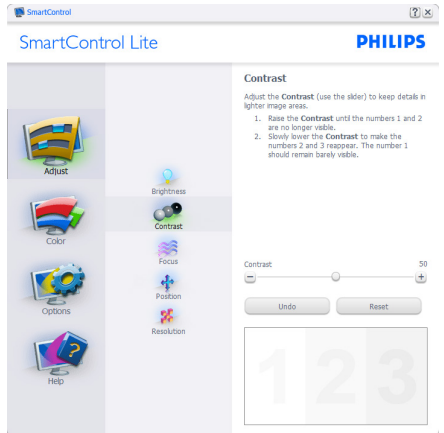 SmartControl
SmartControl Lite
PHILIPS
Adjust
Color
Options
Help
Brightness
Contrast
Focus
Position
Resolution
Contrast
Adjust the Contrast (use the slider) to keep details in
lighter image areas.
1. Raise the Contrast until the numbers 1 and 2
are no longer visible.
2. Slowly lower the Contrast to make the
numbers 2 and 3 reappear. The number 1
should remain barely visible.
Contrast 50
Undo Reset
1 2 3